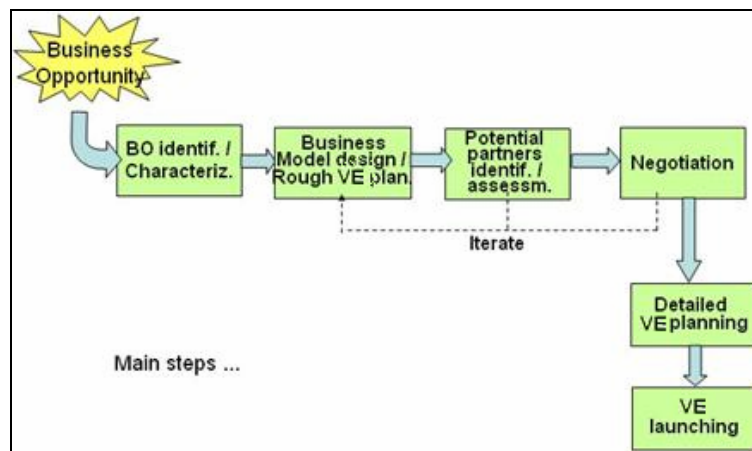 Business
Opportunity
BO identif. /
Characteriz.
Business
Model design /
Rough VE plan.
Potential
partners
identif. /
assessm.
Negotiation
Iterate
Detailed
VE planning
Main steps ...
VE
launching